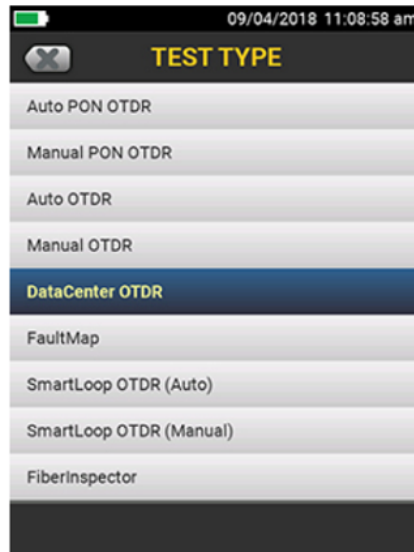 09/04/2018 11:08:58 am
TEST TYPE
Auto PON OTDR
Manual PON OTDR
Auto OTDR
Manual OTDR
DataCenter OTDR
FaultMap
SmartLoop OTDR (Auto)
SmartLoop OTDR (Manual)
FiberInspector